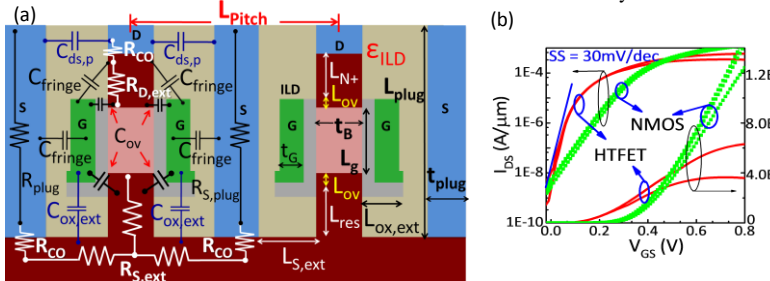 (a)
L_Pitch
D
C_ds,p
R_CO
C_ds,p
C_fringe
R_D,ext
C_fringe
S
G
C_ov
G
S
C_fringe
C_fringe
R_plug
R_S,plug
C_ox,ext
C_ox,ext
R_CO
R_S,ext
R_CO
D
ε_ILD
L_N+
ILD
L_ov
L_plug
G
t_B
G
S
t_G
L_g
L_ov
t_plug
L_res
L_ox,ext
L_S,ext
(b)
SS = 30mV/dec
1E-4
1E-6
1E-8
1E-10
I_DS (A/μm)
NMOS
HTFET
1.2E
8.0E
4.0E
0
0.0 0.2 0.4 0.6 0.8
V_GS (V)